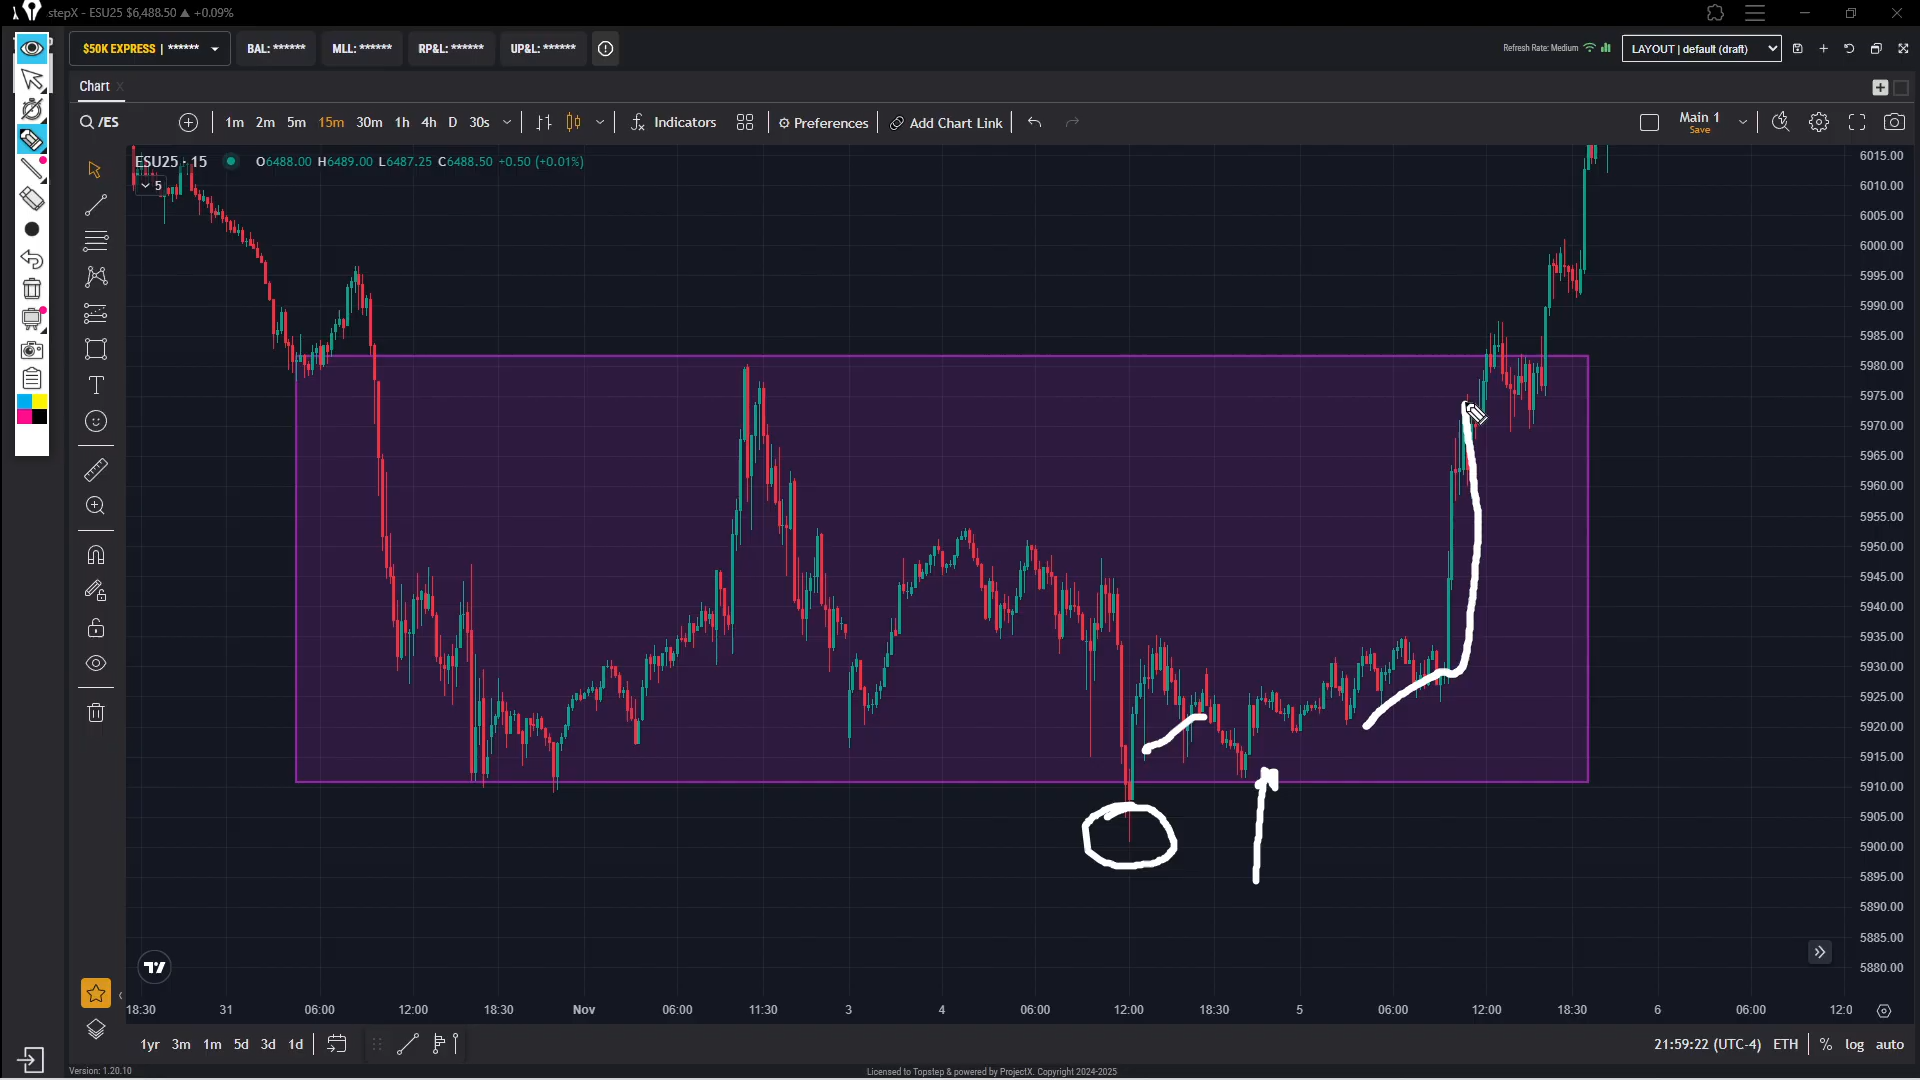 stepX - ESU25 $6,488.50 ▲ +0.09%
$50K EXPRESS | ******
BAL: ******
MLL: ******
RP&L: ******
UP&L: ******
Refresh Rate: Medium
LAYOUT | default (draft)
Chart
/ES
1m 2m 5m 15m 30m 1h 4h D 30s
Indicators
Preferences
Add Chart Link
Main 1
Save
ESU25 · 15
O6488.00 H6489.00 L6487.25 C6488.50 +0.50 (+0.01%)
5
6015.00
6010.00
6005.00
6000.00
5995.00
5990.00
5985.00
5980.00
5975.00
5970.00
5965.00
5960.00
5955.00
5950.00
5945.00
5940.00
5935.00
5930.00
5925.00
5920.00
5915.00
5910.00
5905.00
5900.00
5895.00
5890.00
5885.00
5880.00
18:30 31 06:00 12:00 18:30 Nov 06:00 11:30 3 4 06:00 12:00 18:30 5 06:00 12:00 18:30 6 06:00 12:0
1yr 3m 1m 5d 3d 1d
21:59:22 (UTC-4) ETH % log auto
Version: 1.20.10
Licensed to Topstep & powered by ProjectX. Copyright 2024-2025